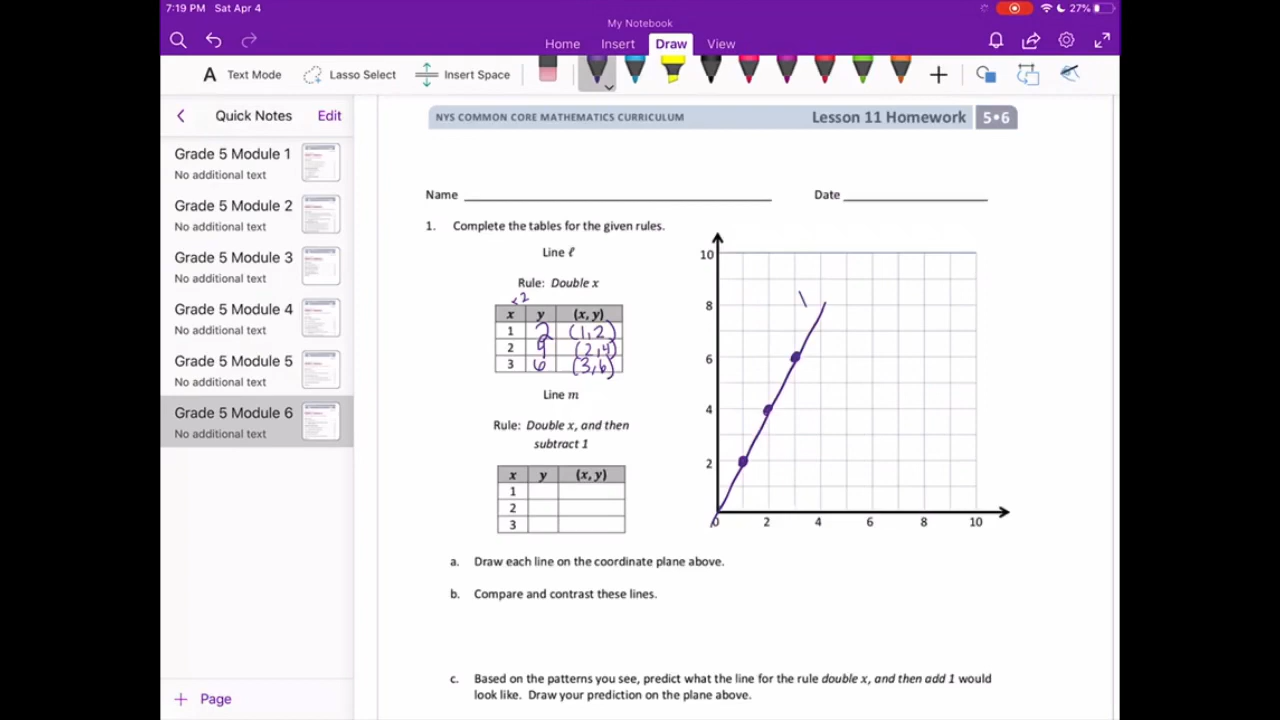 7:19 PM Sat Apr 4
27%
My Notebook
Home Insert Draw View
A Text Mode Lasso Select Insert Space
Quick Notes Edit
Grade 5 Module 1
No additional text
Grade 5 Module 2
No additional text
Grade 5 Module 3
No additional text
Grade 5 Module 4
No additional text
Grade 5 Module 5
No additional text
Grade 5 Module 6
No additional text
+ Page
NYS COMMON CORE MATHEMATICS CURRICULUM Lesson 11 Homework 5•6
Name Date
1. Complete the tables for the given rules.
Line ℓ
Rule: Double x
×2
x y (x, y)
1 2 (1,2)
2 4 (2,4)
3 6 (3,6)
Line m
Rule: Double x, and then
subtract 1
x y (x, y)
1
2
3
10
8
6
4
2
0 2 4 6 8 10
a. Draw each line on the coordinate plane above.
b. Compare and contrast these lines.
c. Based on the patterns you see, predict what the line for the rule double x, and then add 1 would
look like. Draw your prediction on the plane above.